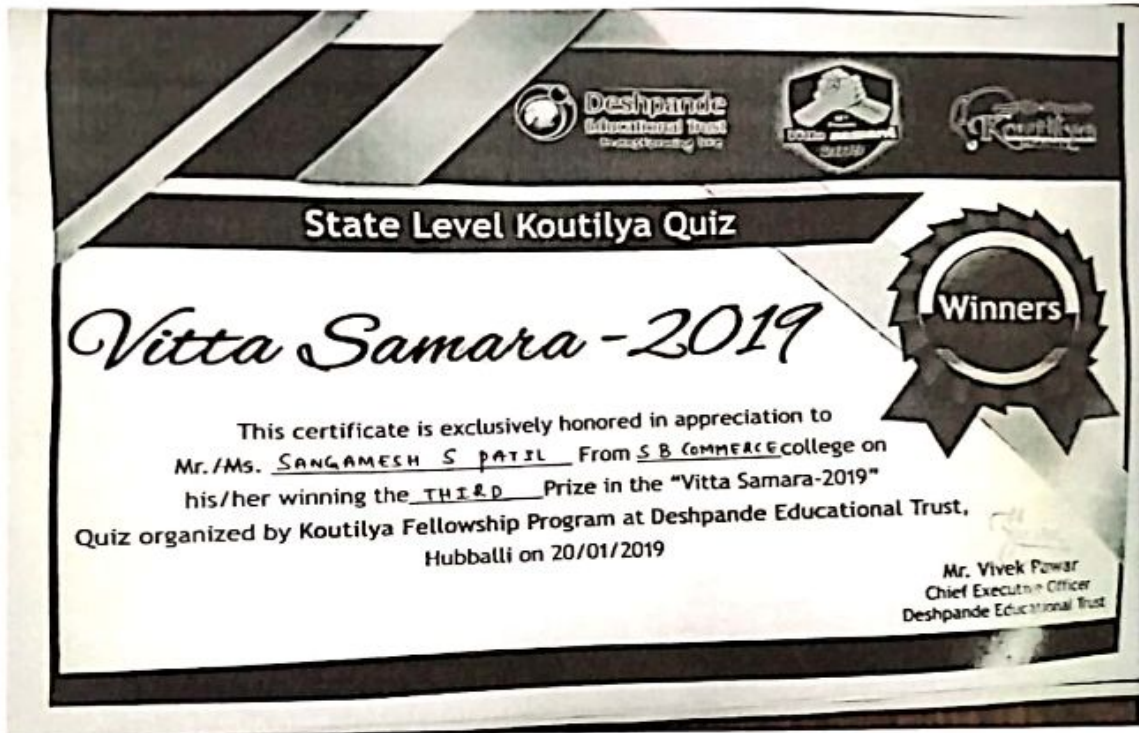 Deshpande
Educational Trust
Koutilya
State Level Koutilya Quiz
Winners
Vitta Samara - 2019
This certificate is exclusively honored in appreciation to
Mr./Ms. SANGAMESH S PATIL From S B COMMERCE college on
his/her winning the THIRD Prize in the "Vitta Samara-2019"
Quiz organized by Koutilya Fellowship Program at Deshpande Educational Trust,
Hubballi on 20/01/2019
Mr. Vivek Pawar
Chief Executive Officer
Deshpande Educational Trust